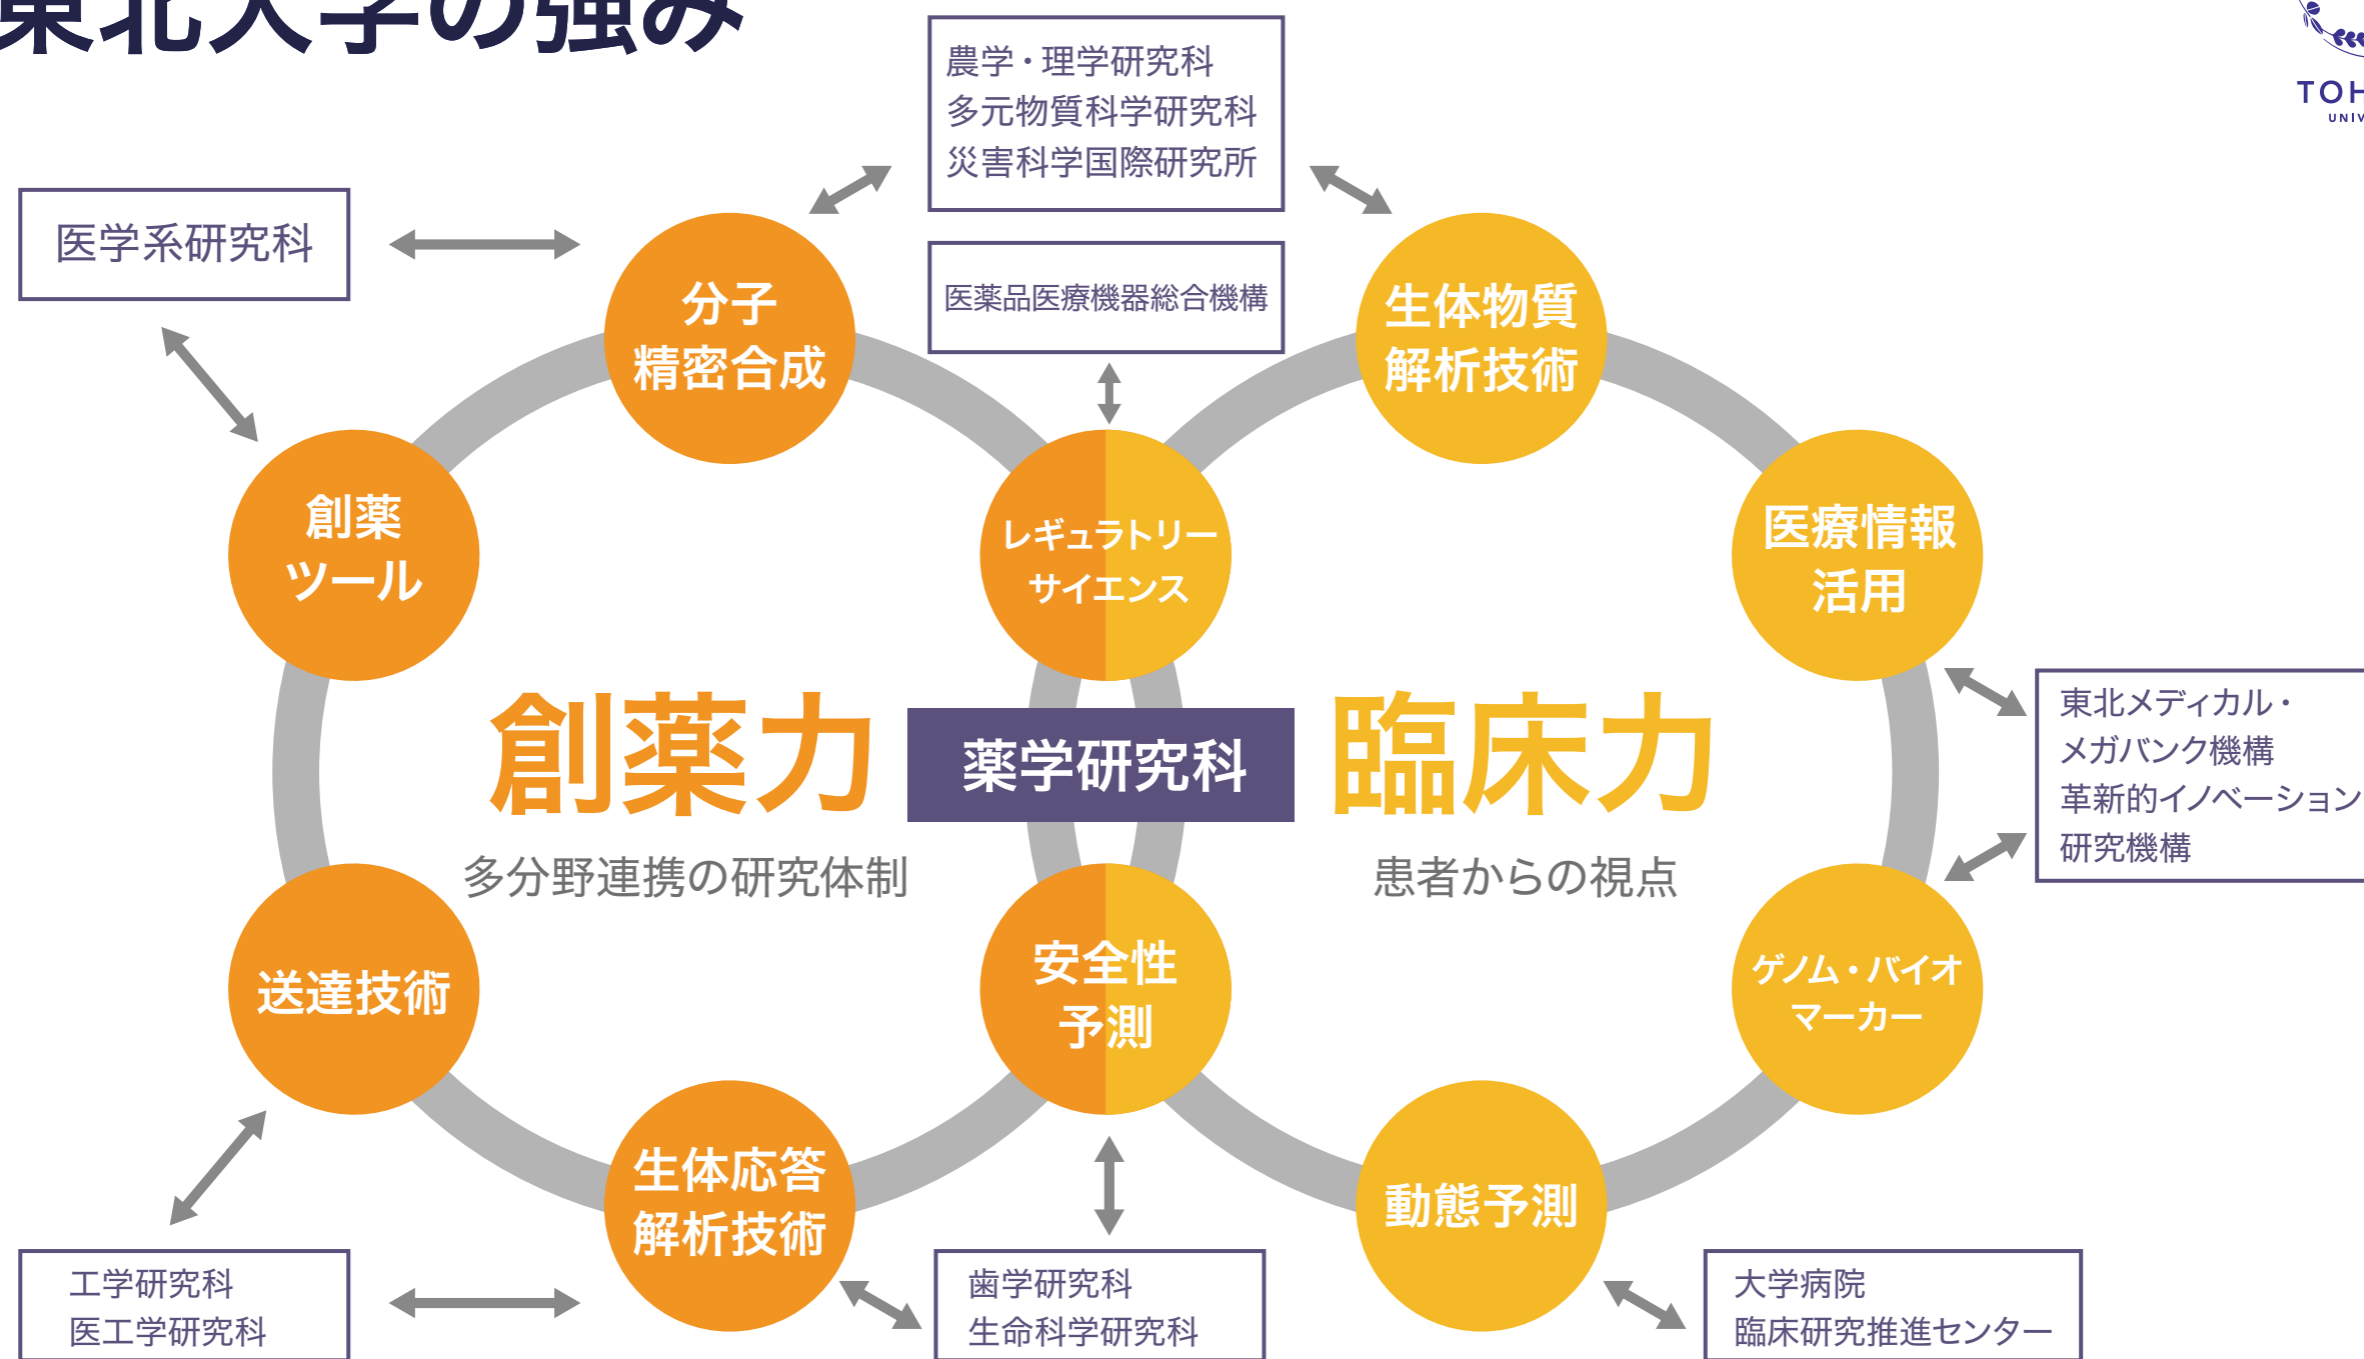 東北大学の強み
農学・理学研究科
多元物質科学研究科
災害科学国際研究所
TOH
UNIV
医学系研究科
医薬品医療機器総合機構
分子
精密合成
生体物質
解析技術
創薬
ツール
レギュラトリー
サイエンス
医療情報
活用
創薬力
薬学研究科
臨床力
多分野連携の研究体制
患者からの視点
東北メディカル・
メガバンク機構
革新的イノベーション
研究機構
送達技術
安全性
予測
ゲノム・バイオ
マーカー
生体応答
解析技術
動態予測
工学研究科
医工学研究科
歯学研究科
生命科学研究科
大学病院
臨床研究推進センター